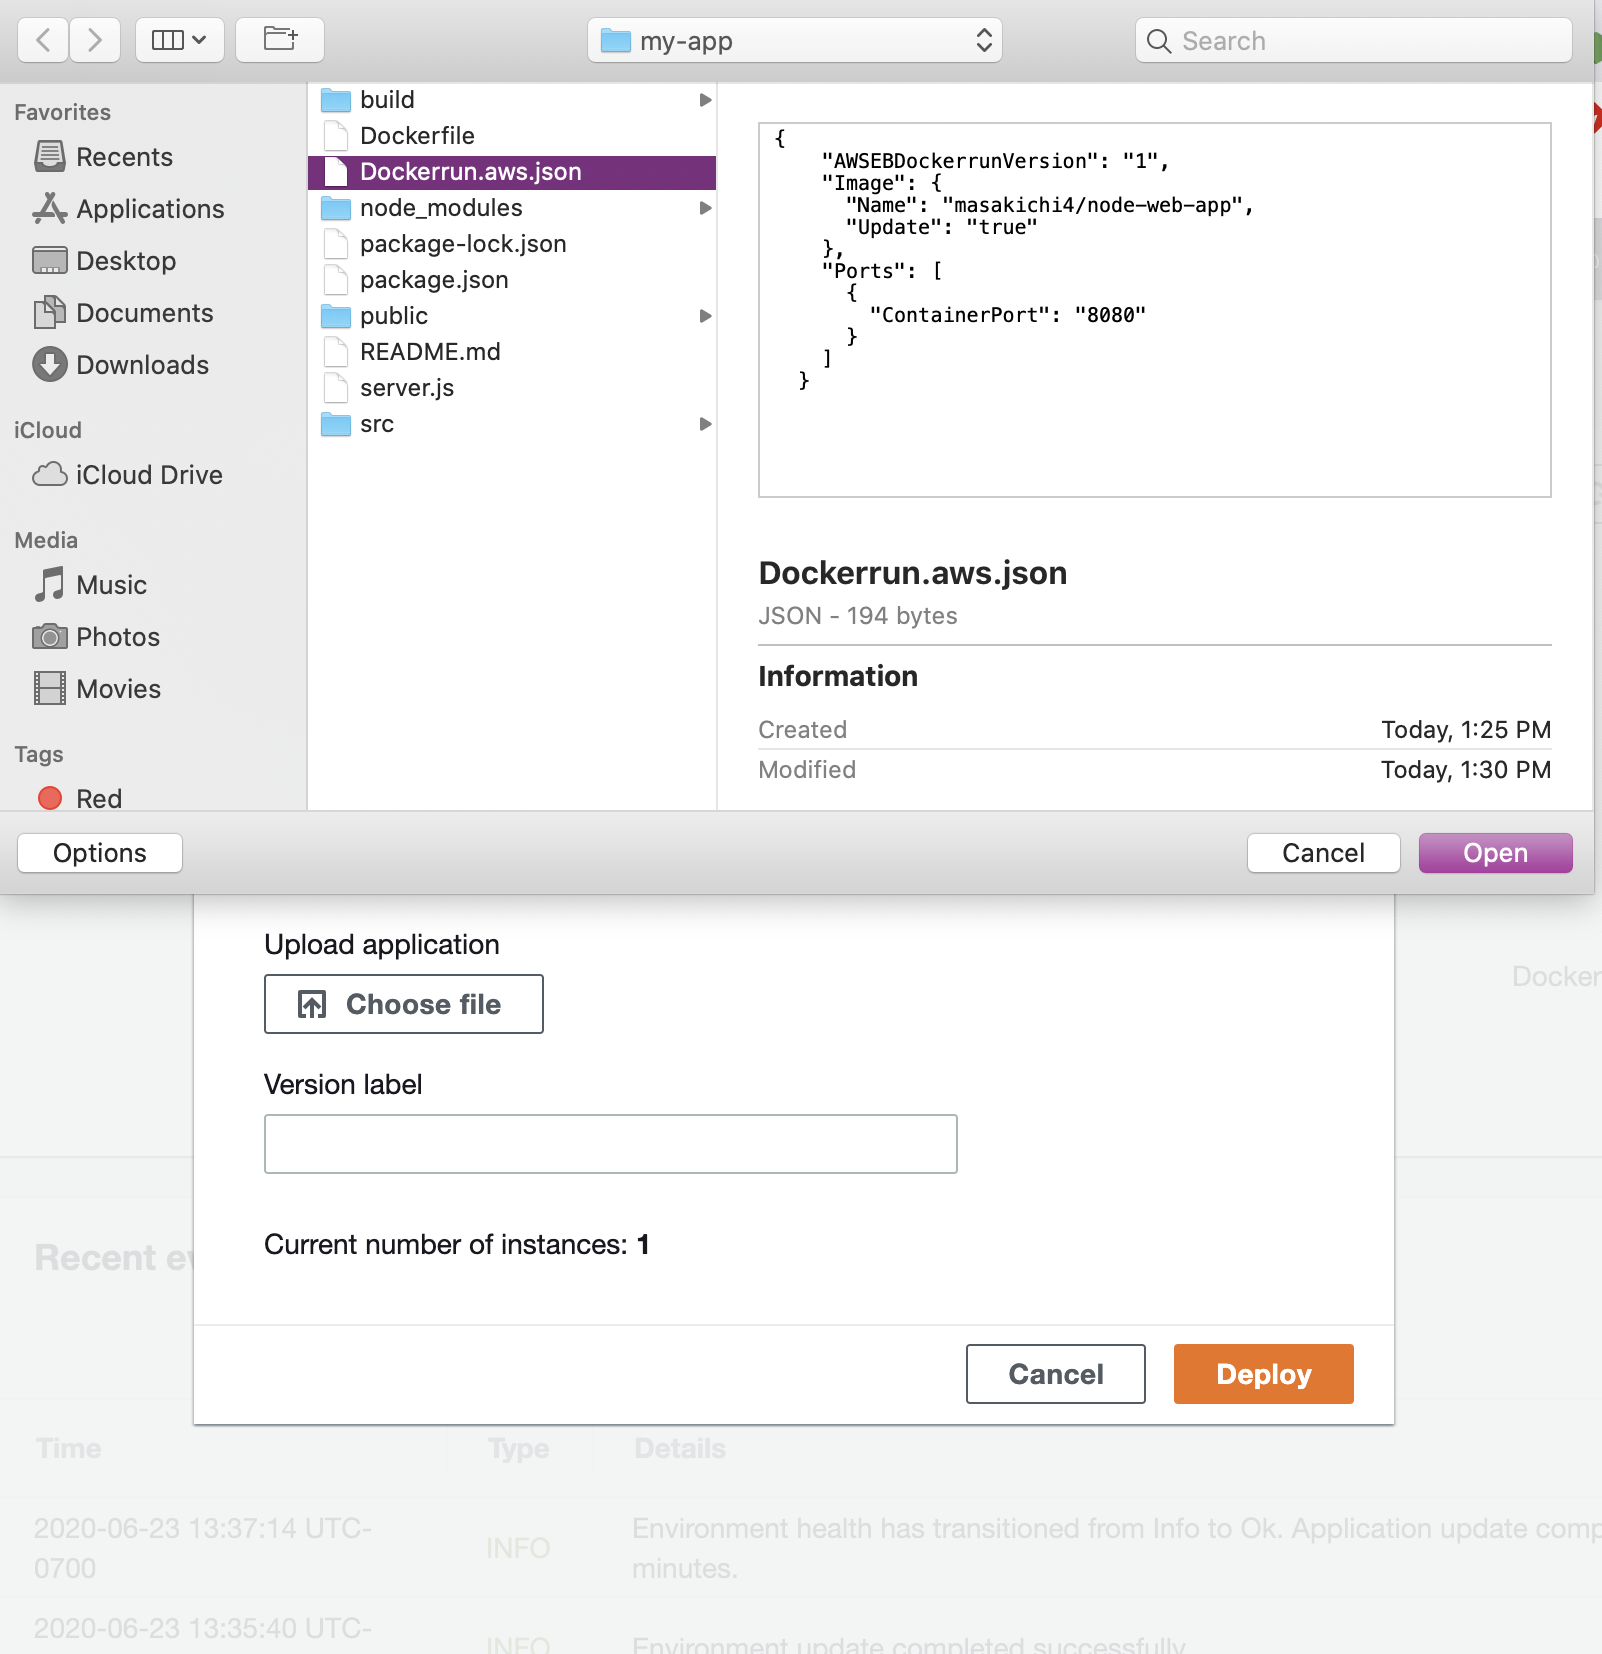 my-app
Search
Favorites
Recents
Applications
Desktop
Documents
Downloads
iCloud
iCloud Drive
Media
Music
Photos
Movies
Tags
Red
build
Dockerfile
Dockerrun.aws.json
node_modules
package-lock.json
package.json
public
README.md
server.js
src
{
"AWSEBDockerrunVersion": "1",
"Image": {
"Name": "masakichi4/node-web-app",
"Update": "true"
},
"Ports": [
{
"ContainerPort": "8080"
}
]
}
Dockerrun.aws.json
JSON - 194 bytes
Information
Created Today, 1:25 PM
Modified Today, 1:30 PM
Options Cancel Open
Upload application
Docker
Choose file
Version label
Recent
Current number of instances: 1
Cancel Deploy
Time Type Details
2020-06-23 13:37:14 UTC-0700 INFO Environment health has transitioned from Info to Ok. Application update
minutes.
2020-06-23 13:35:40 UTC- INFO Environment update completed successfully